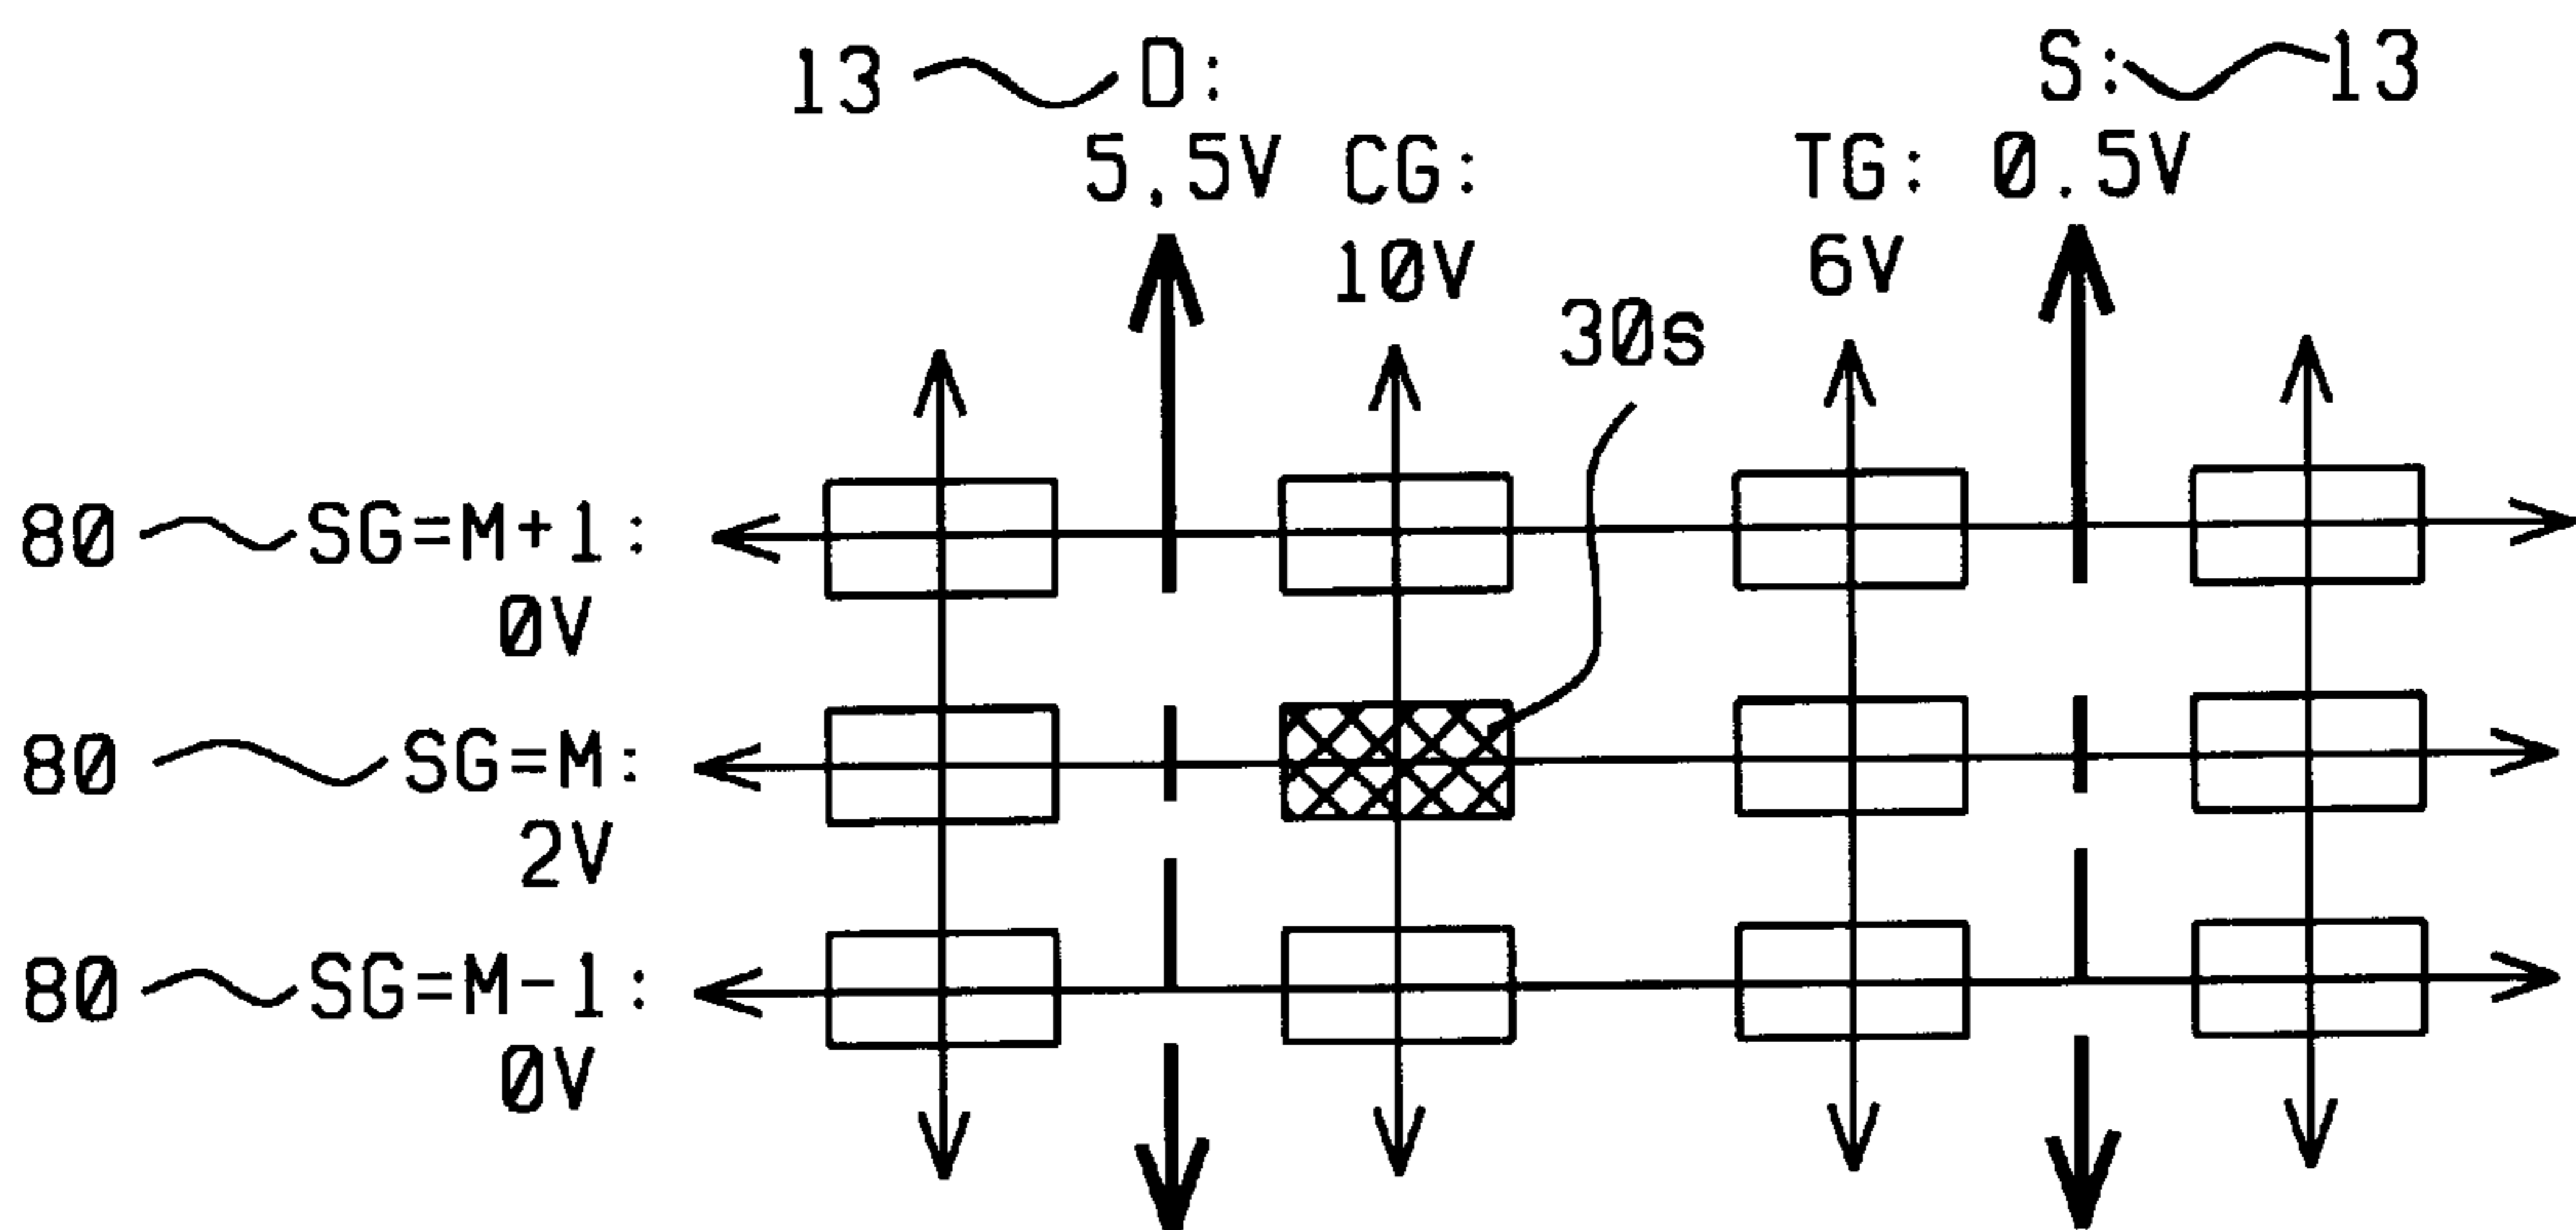 13 D: S: 13
5.5V CG: TG: 0.5V
10V 6V
30s
80 SG=M+1:
0V
80 SG=M:
2V
80 SG=M-1:
0V